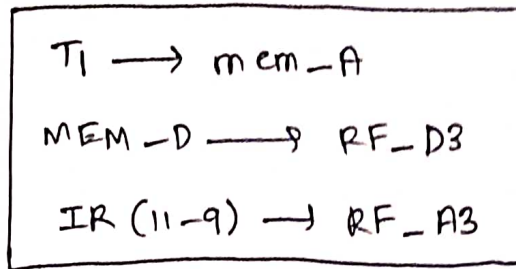 T1 → mem_A
MEM_D → RF_D3
IR (11-9) → RF_A3